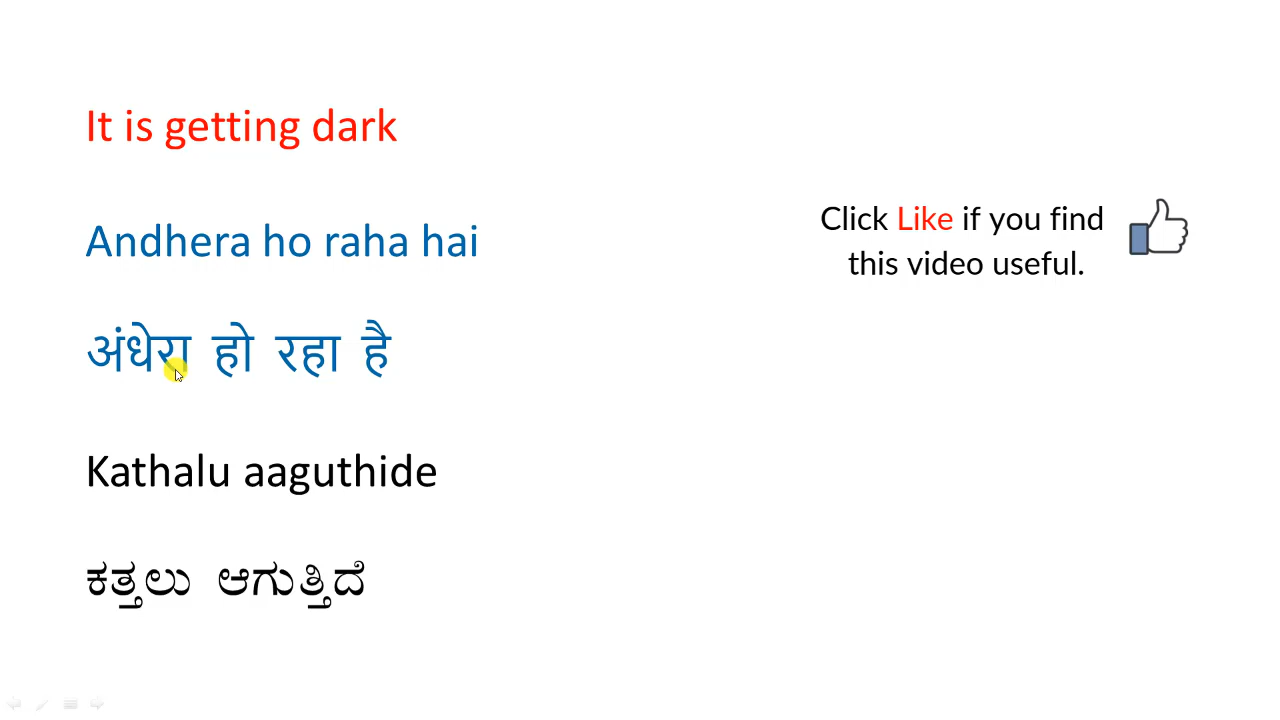 It is getting dark
Andhera ho raha hai
Click Like if you find
this video useful.
अंधेरा हो रहा है
Kathalu aaguthide
ಕತ್ತಲು ಆಗುತ್ತಿದೆ